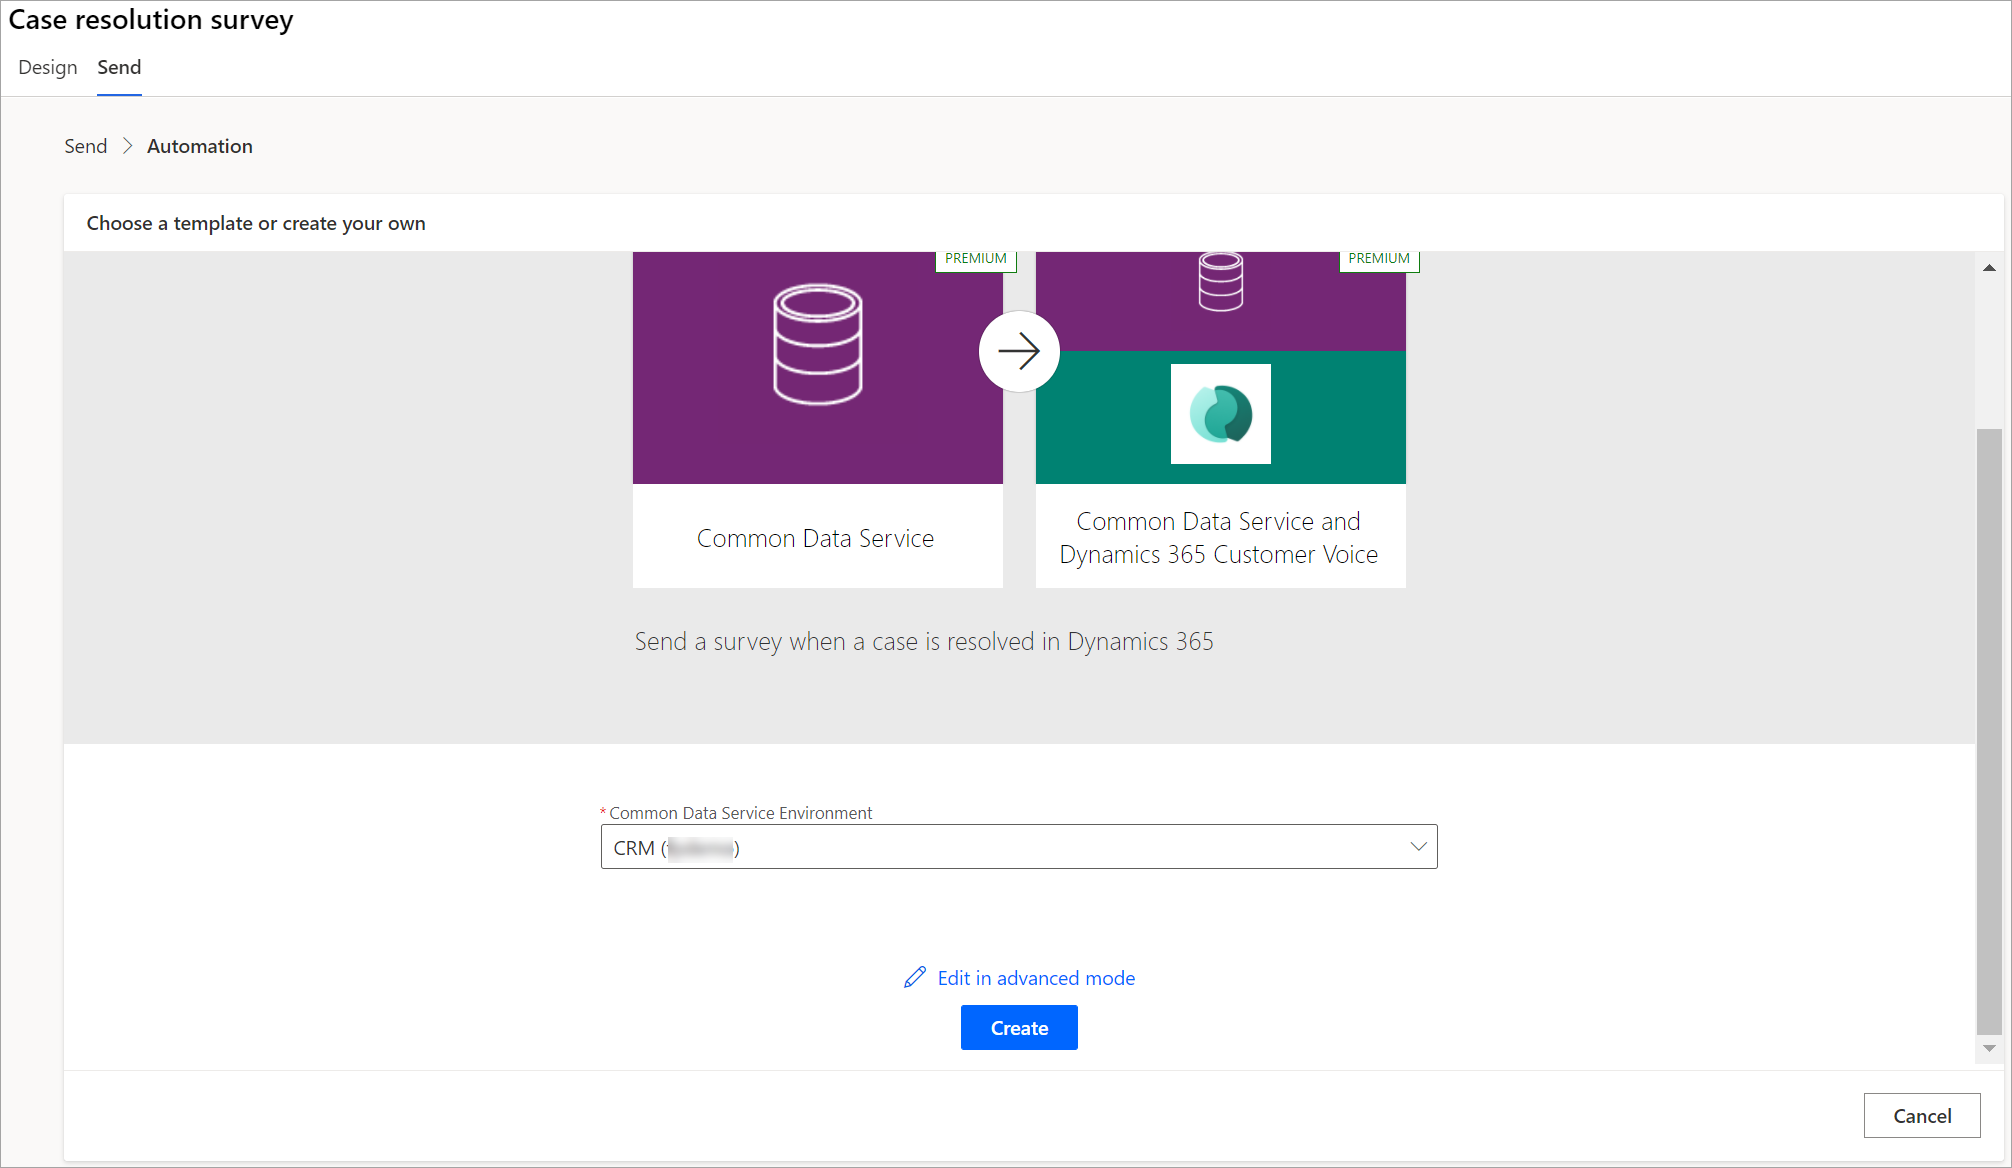 Case resolution survey
Design Send
Send > Automation
Choose a template or create your own
PREMIUM PREMIUM
Common Data Service
Common Data Service and
Dynamics 365 Customer Voice
Send a survey when a case is resolved in Dynamics 365
* Common Data Service Environment
CRM ( )
Edit in advanced mode
Create
Cancel